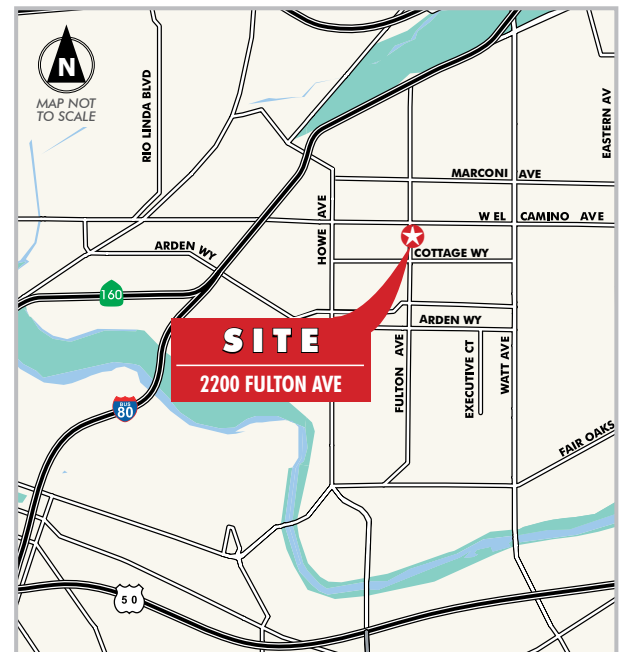 N
MAP NOT
TO SCALE
RIO LINDA BLVD
EASTERN AV
MARCONI AVE
HOWE AVE
W EL CAMINO AVE
ARDEN WY
COTTAGE WY
160
ARDEN WY
SITE
2200 FULTON AVE
FULTON AVE
EXECUTIVE CT
WATT AVE
BUS
80
FAIR OAKS
50